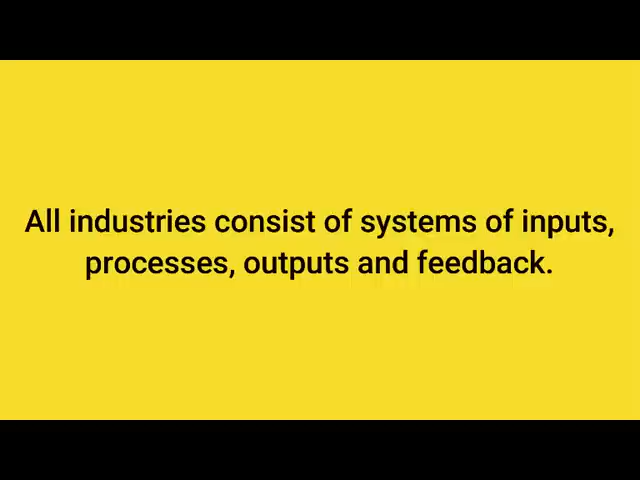 All industries consist of systems of inputs,
processes, outputs and feedback.